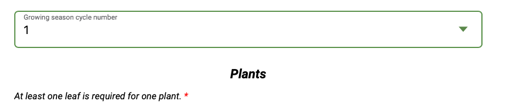 Growing season cycle number
1
Plants
At least one leaf is required for one plant. *